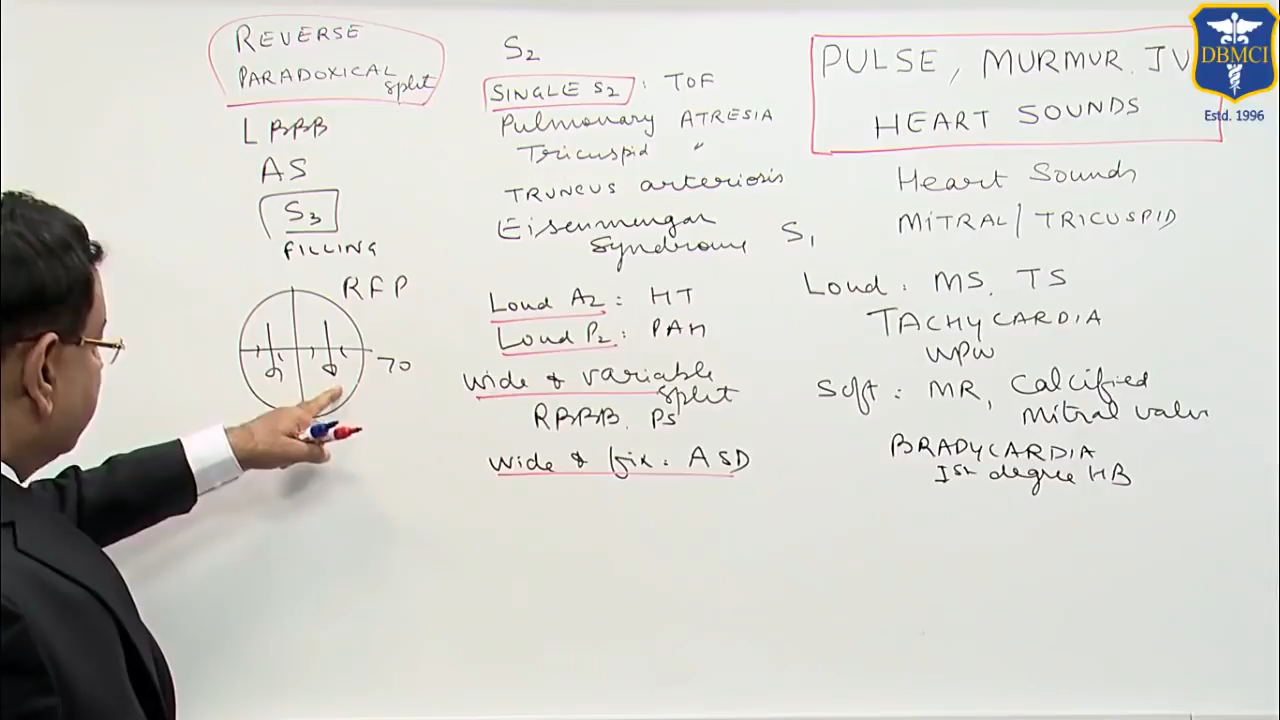 REVERSE
PARADOXICAL
split
LBBB
AS
S3
FILLING
RFP
70
S2
SINGLE S2 : TOF
Pulmonary ATRESIA
Tricuspid "
TRUNCUS arteriosis
Eisenmengar
Syndrome
Loud A2 : HT
Loud P2 : PAH
Wide & variable
split
RBBB. PS
Wide & fix : ASD
PULSE, MURMUR. JV
HEART SOUNDS
Heart Sounds
MITRAL/TRICUSPID
S1
Loud : MS, TS
TACHYCARDIA
WPW
Soft : MR, Calcified
Mitral valv
BRADYCARDIA
Ist degree HB
DBMCI
Estd. 1996